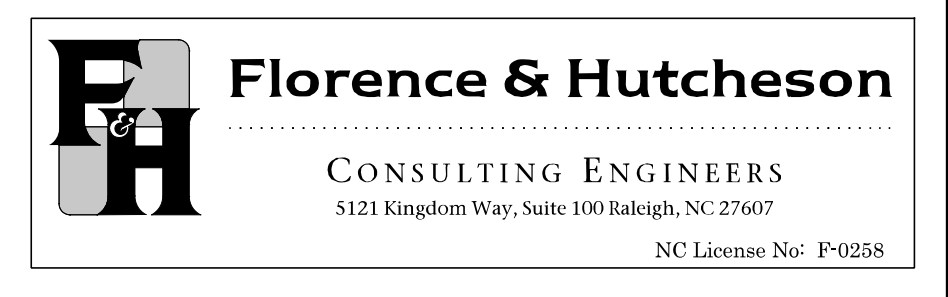 F&H
Florence & Hutcheson
CONSULTING ENGINEERS
5121 Kingdom Way, Suite 100 Raleigh, NC 27607
NC License No: F-0258